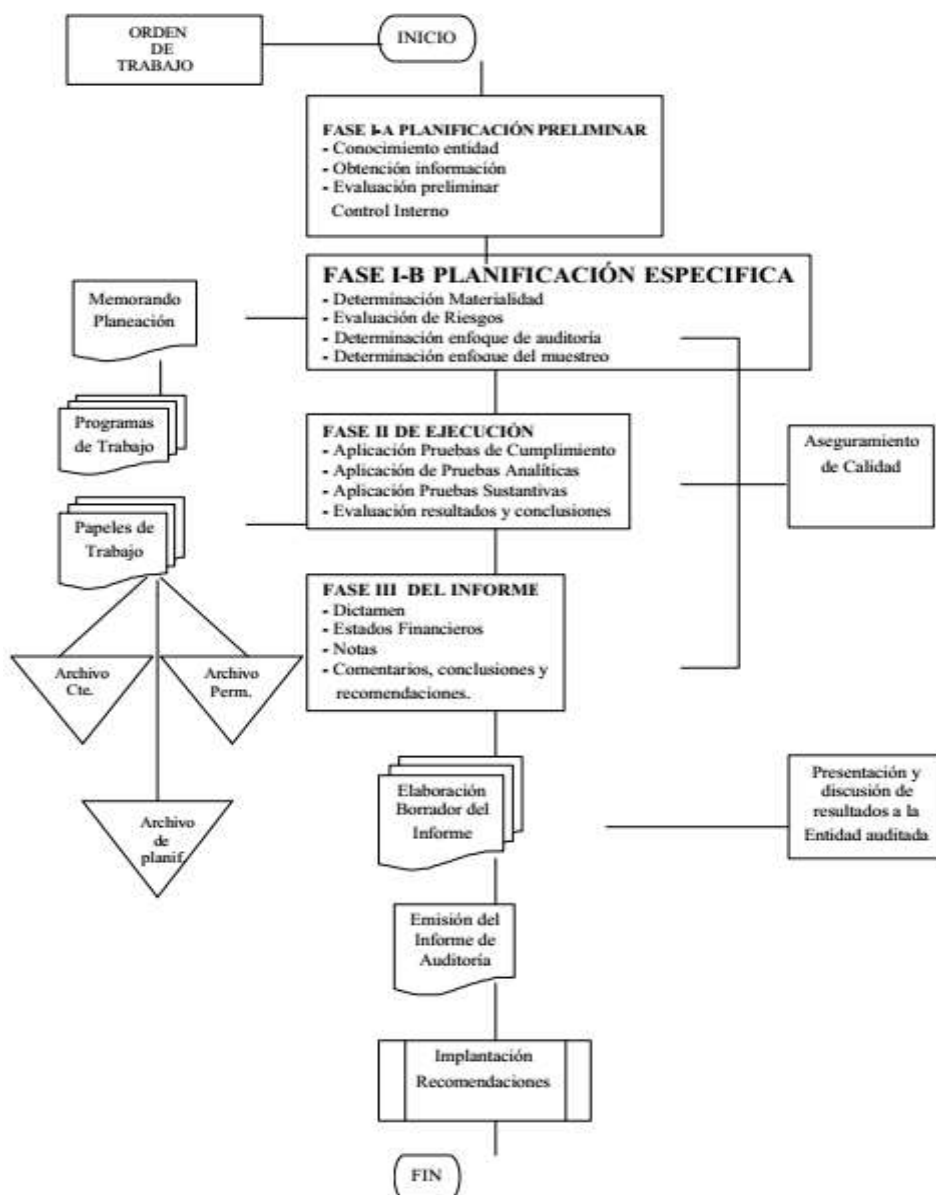 ORDEN
DE
TRABAJO
INICIO
FASE I-A PLANIFICACIÓN PRELIMINAR
- Conocimiento entidad
- Obtención información
- Evaluación preliminar
Control Interno
FASE I-B PLANIFICACIÓN ESPECIFICA
- Determinación Materialidad
- Evaluación de Riesgos
- Determinación enfoque de auditoría
- Determinación enfoque del muestreo
Memorando
Planeación
Programas
de Trabajo
FASE II DE EJECUCIÓN
- Aplicación Pruebas de Cumplimiento
- Aplicación de Pruebas Analíticas
- Aplicación Pruebas Sustantivas
- Evaluación resultados y conclusiones
Aseguramiento
de Calidad
Papeles de
Trabajo
FASE III DEL INFORME
- Dictamen
- Estados Financieros
- Notas
- Comentarios, conclusiones y
recomendaciones.
Archivo
Cte.
Archivo
Perm.
Archivo
de
planif.
Elaboración
Borrador del
Informe
Presentación y
discusión de
resultados a la
Entidad auditada
Emisión del
Informe de
Auditoría
Implantación
Recomendaciones
FIN